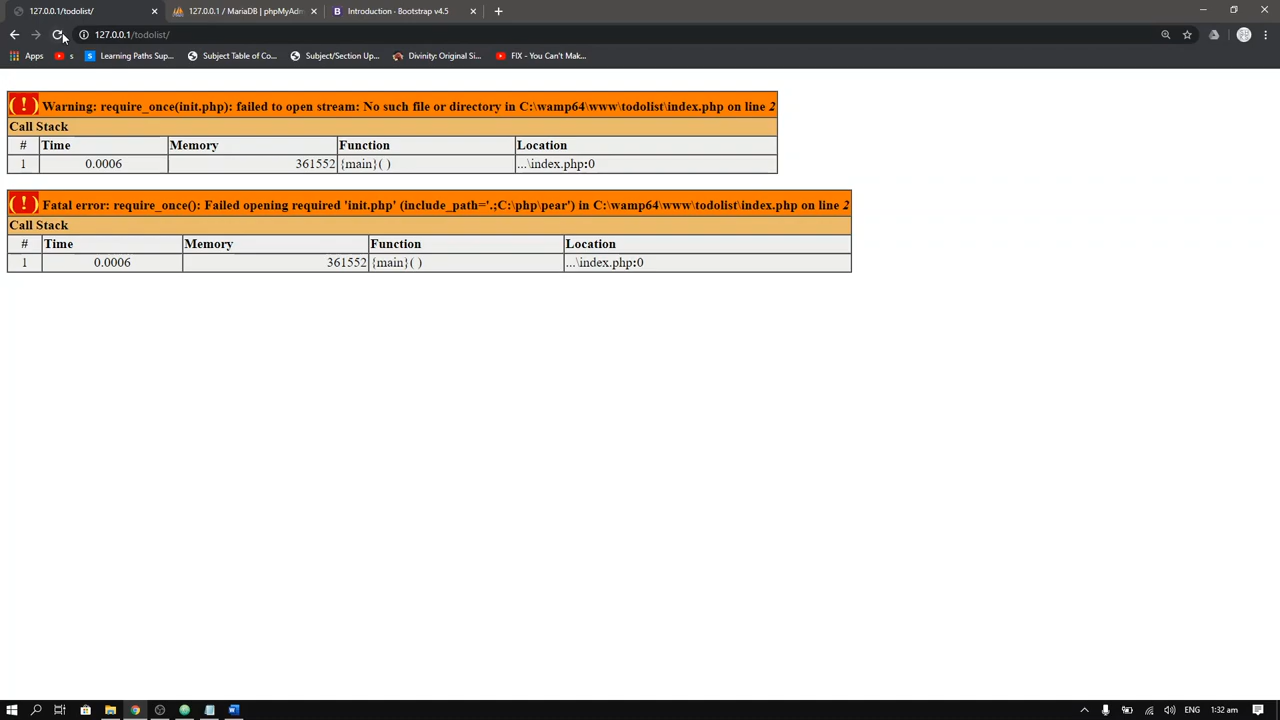 127.0.0.1/todolist/
127.0.0.1 / MariaDB | phpMyAdm
Introduction · Bootstrap v4.5
127.0.0.1/todolist/
Apps
s
Learning Paths Sup...
Subject Table of Co...
Subject/Section Up...
Divinity: Original Si...
FIX - You Can't Mak...
( ! ) Warning: require_once(init.php): failed to open stream: No such file or directory in C:\wamp64\www\todolist\index.php on line 2
Call Stack
# Time Memory Function Location
1 0.0006 361552 {main}( ) ...\index.php:0
( ! ) Fatal error: require_once(): Failed opening required 'init.php' (include_path='.;C:\php\pear') in C:\wamp64\www\todolist\index.php on line 2
Call Stack
# Time Memory Function Location
1 0.0006 361552 {main}( ) ...\index.php:0
ENG 1:32 am